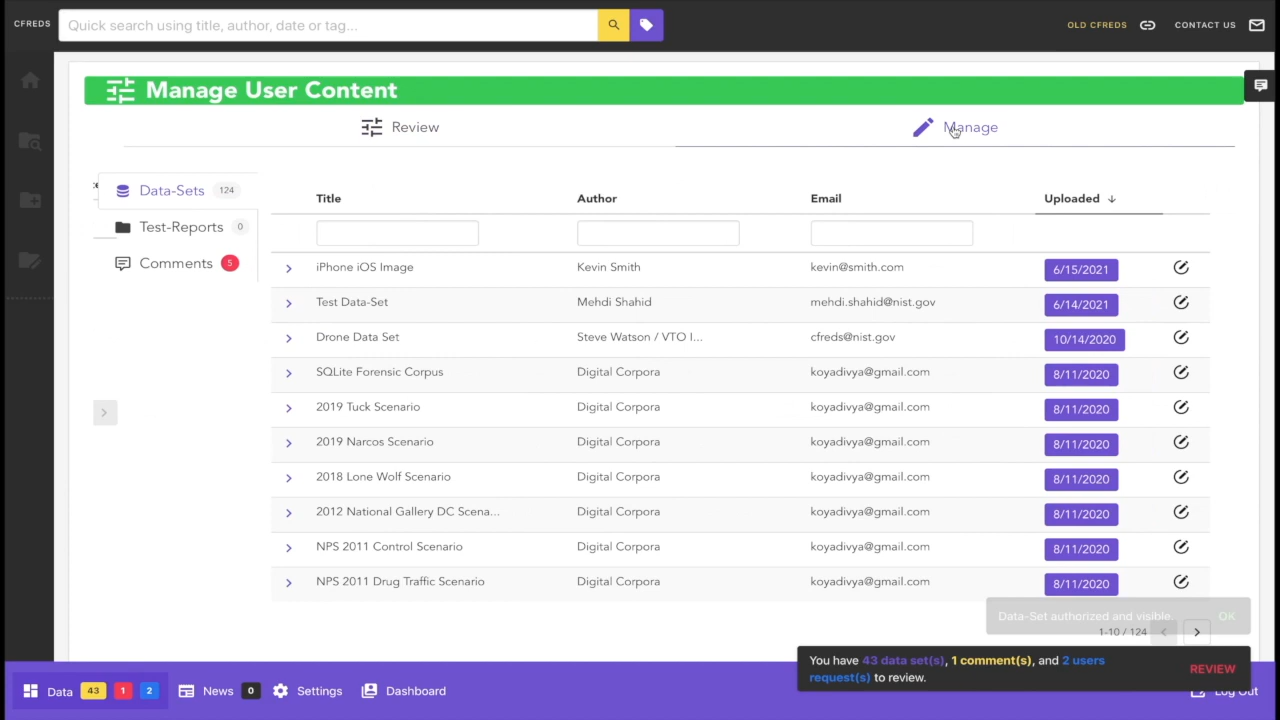 CFREDS
Quick search using title, author, date or tag...
OLD CFREDS
CONTACT US
Manage User Content
Review
Manage
Data-Sets 124
Test-Reports 0
Comments 5
Title Author Email Uploaded
iPhone iOS Image Kevin Smith kevin@smith.com 6/15/2021
Test Data-Set Mehdi Shahid mehdi.shahid@nist.gov 6/14/2021
Drone Data Set Steve Watson / VTO I... cfreds@nist.gov 10/14/2020
SQLite Forensic Corpus Digital Corpora koyadivya@gmail.com 8/11/2020
2019 Tuck Scenario Digital Corpora koyadivya@gmail.com 8/11/2020
2019 Narcos Scenario Digital Corpora koyadivya@gmail.com 8/11/2020
2018 Lone Wolf Scenario Digital Corpora koyadivya@gmail.com 8/11/2020
2012 National Gallery DC Scena... Digital Corpora koyadivya@gmail.com 8/11/2020
NPS 2011 Control Scenario Digital Corpora koyadivya@gmail.com 8/11/2020
NPS 2011 Drug Traffic Scenario Digital Corpora koyadivya@gmail.com 8/11/2020
Data-Set authorized and visible. OK
1-10 / 124
You have 43 data set(s), 1 comment(s), and 2 users
request(s) to review.
REVIEW
Data 43 1 2
News 0
Settings
Dashboard
Log Out